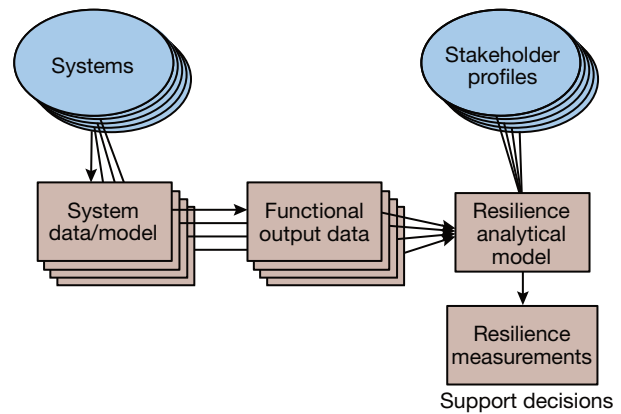 Systems
Stakeholder
profiles
System
data/model
Functional
output data
Resilience
analytical
model
Resilience
measurements
Support decisions